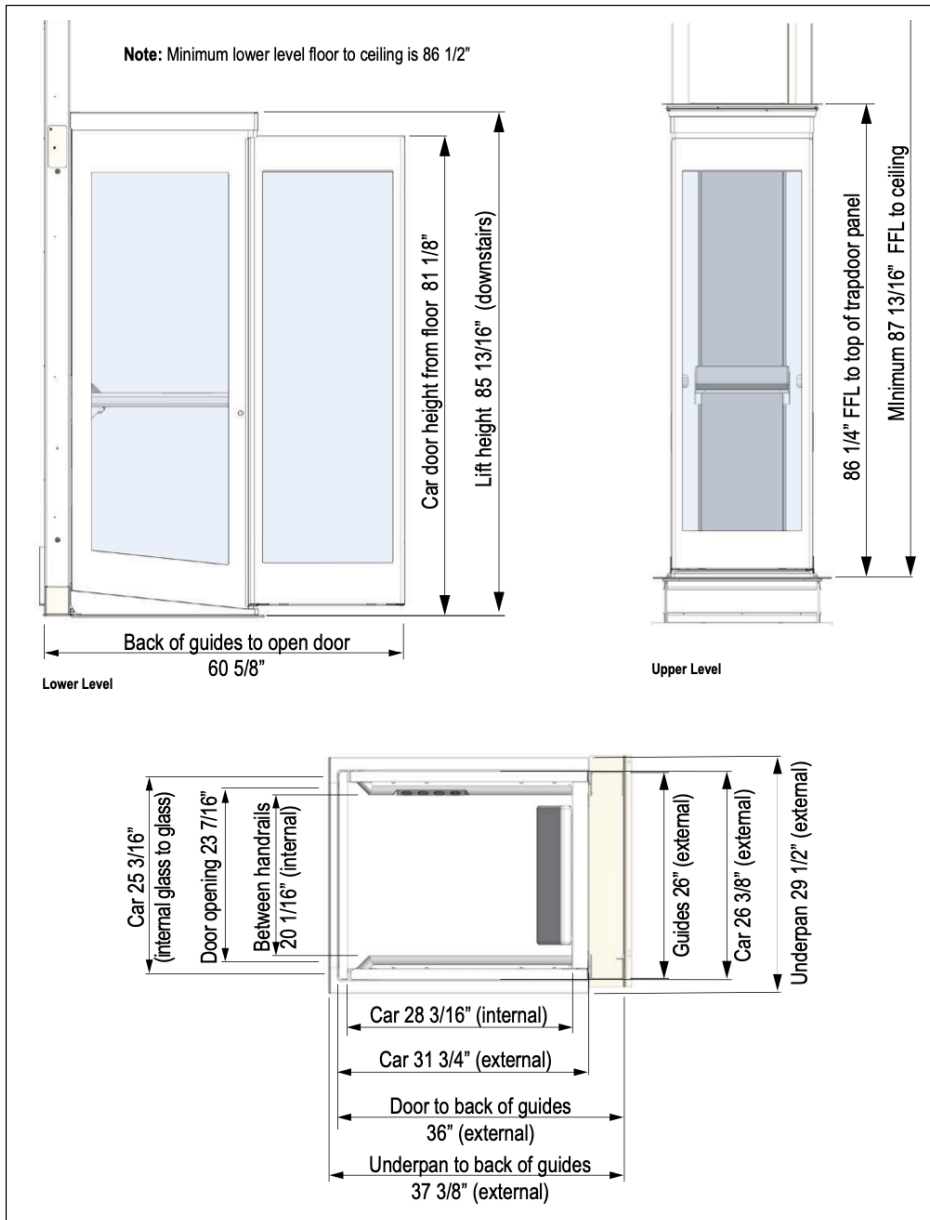 Note: Minimum lower level floor to ceiling is 86 1/2”
Car door height from floor  81 1/8”
Lift height  85 13/16”  (downstairs)
86 1/4” FFL to top of trapdoor panel
MInimum 87 13/16”  FFL to ceiling
Back of guides to open door
60 5/8”
Lower Level
Upper Level
Car 25 3/16”
(internal glass to glass)
Door opening 23 7/16”
Between handrails
20 1/16” (internal)
Guides 26” (external)
Car 26 3/8” (external)
Underpan 29 1/2” (external)
Car 28 3/16” (internal)
Car 31 3/4” (external)
Door to back of guides
36” (external)
Underpan to back of guides
37 3/8” (external)